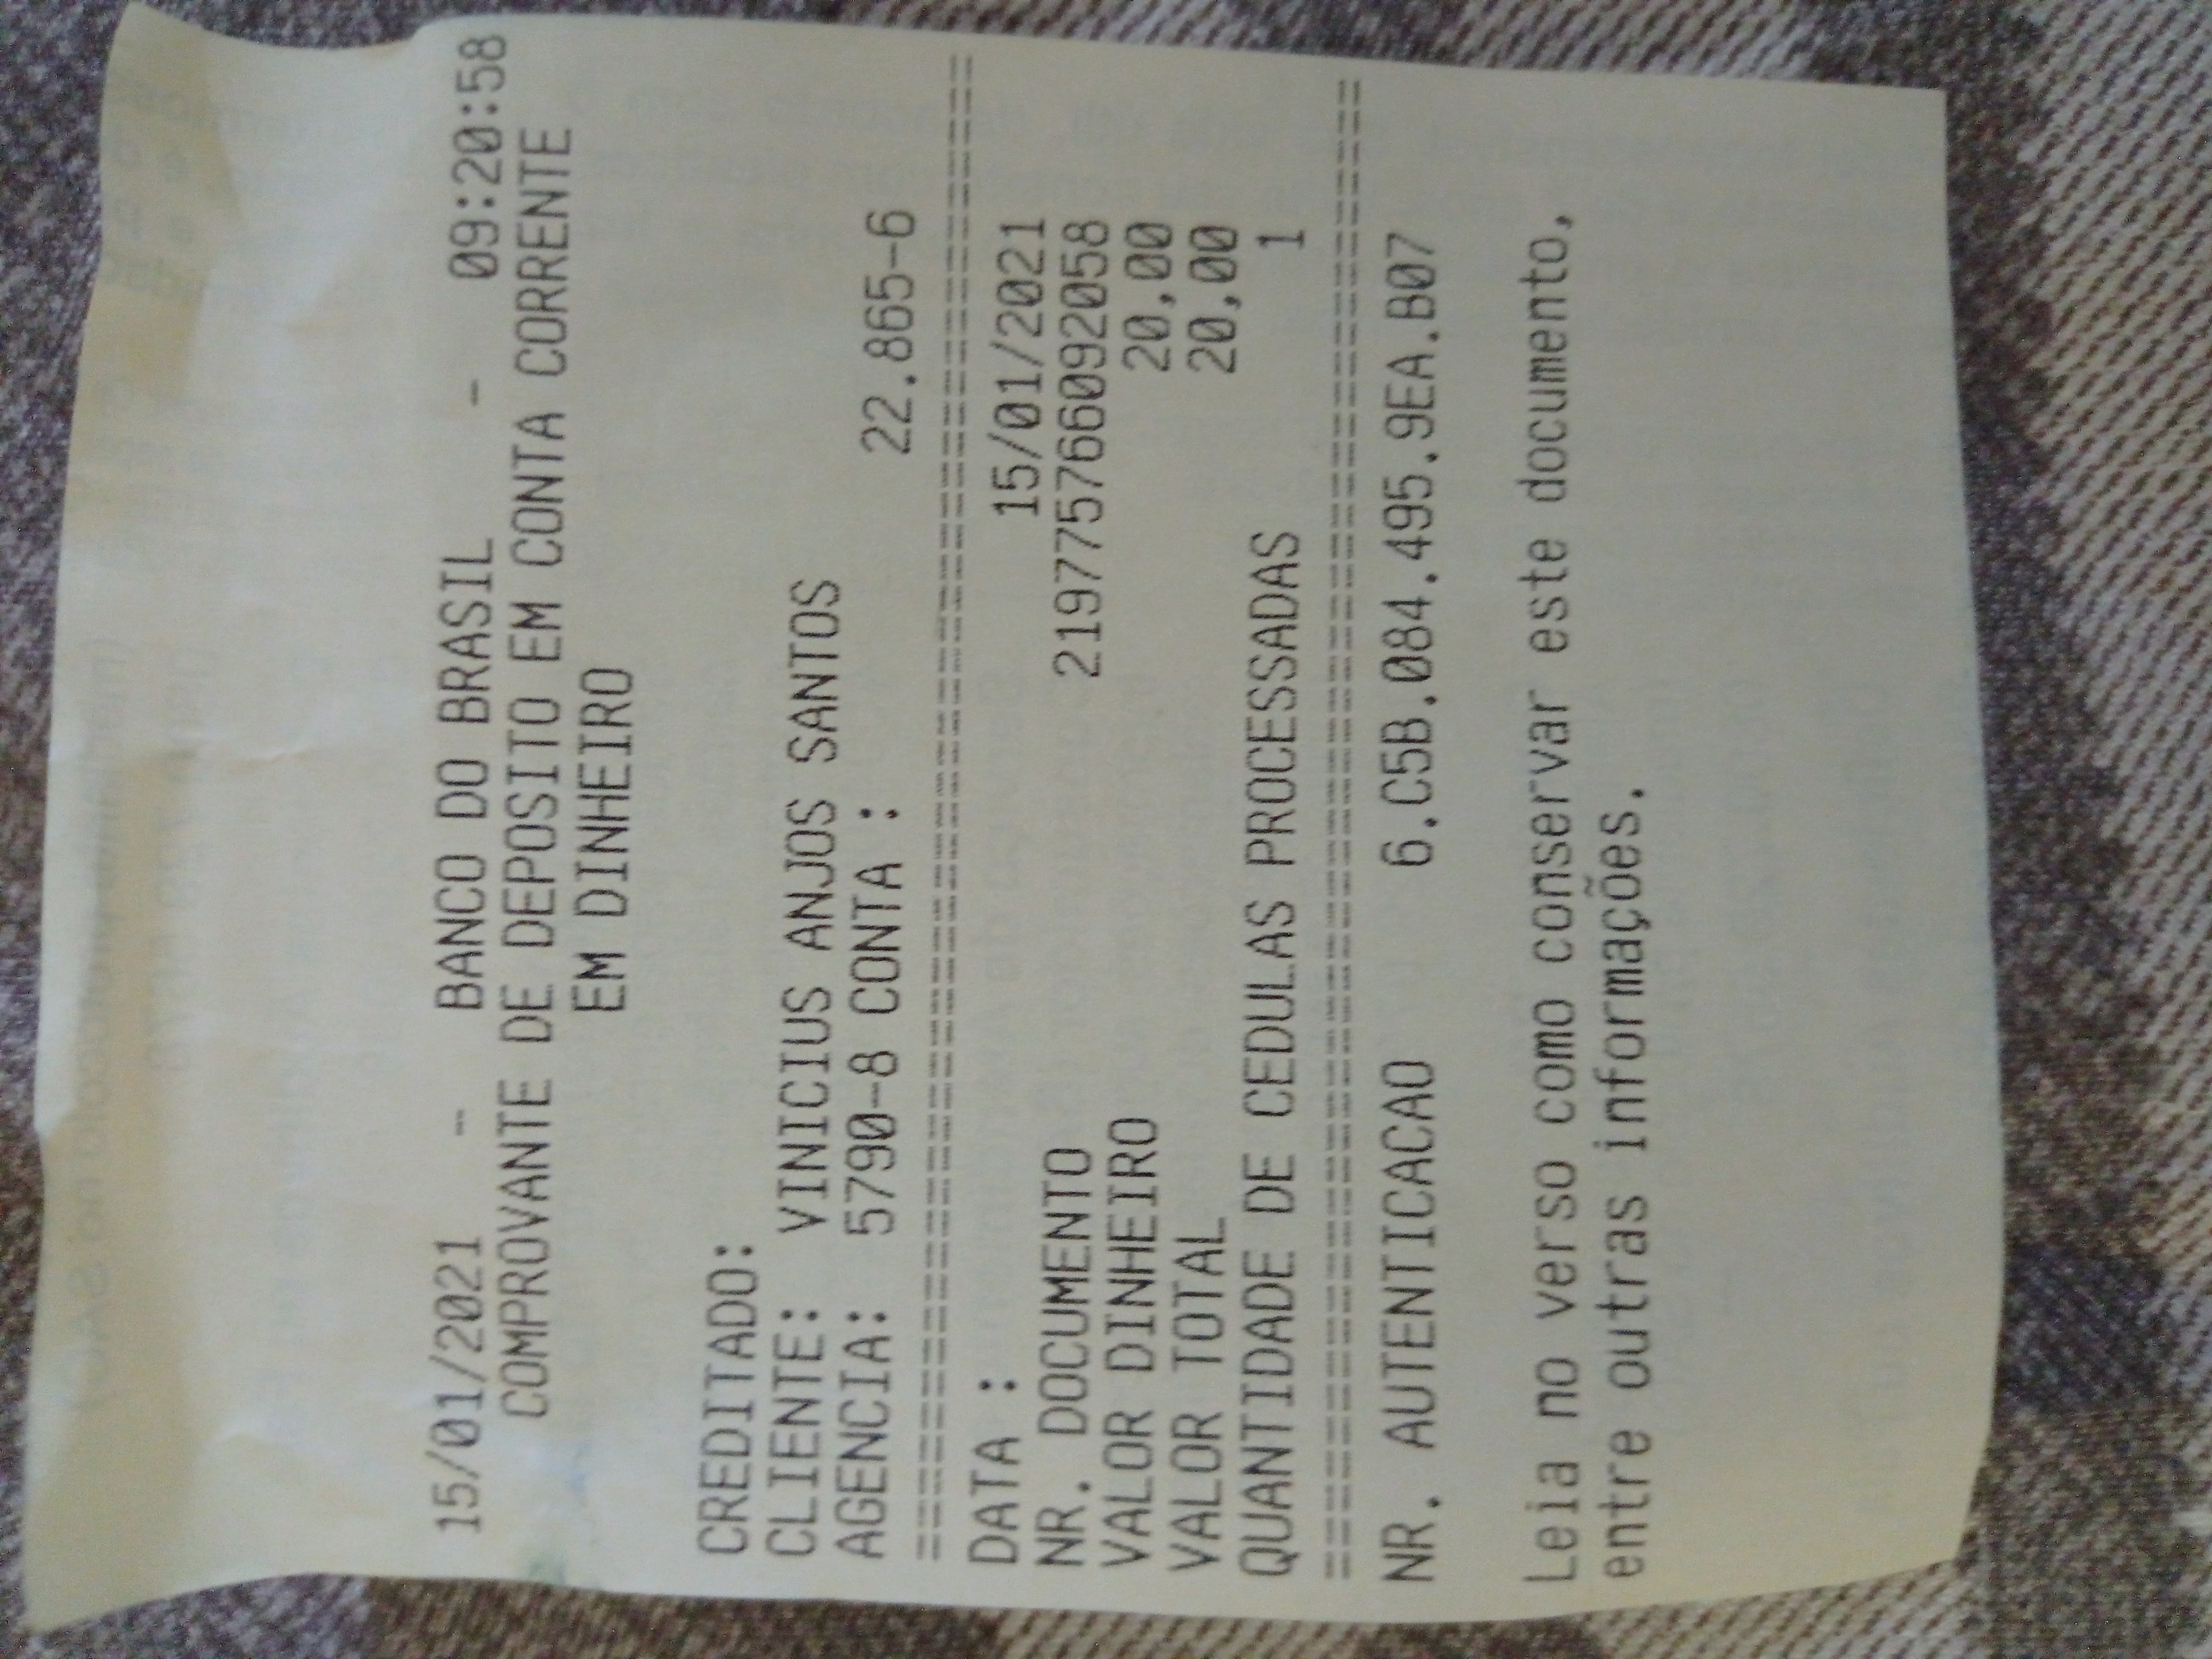 15/01/2021 - BANCO DO BRASIL - 09:20:58
COMPROVANTE DE DEPOSITO EM CONTA CORRENTE
EM DINHEIRO
CREDITADO:
CLIENTE: VINICIUS ANJOS SANTOS
AGENCIA: 5790-8 CONTA : 22.865-6
================================================
DATA : 15/01/2021
NR. DOCUMENTO 219775766092058
VALOR DINHEIRO 20,00
VALOR TOTAL 20,00
QUANTIDADE DE CEDULAS PROCESSADAS 1
================================================
NR. AUTENTICACAO 6.C5B.084.495.9EA.B07
Leia no verso como conservar este documento,
entre outras informações.